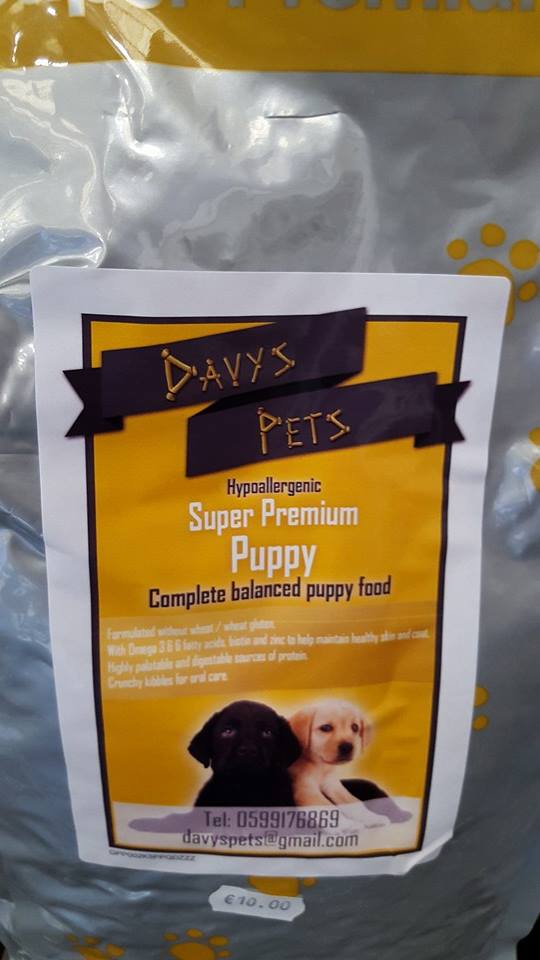 Super Premium
DAVYS
PETS
Hypoallergenic
Super Premium
Puppy
Complete balanced puppy food
Formulated without wheat / wheat gluten.
With Omega 3 & 6 fatty acids, biotin and zinc to help maintain healthy skin and coat.
Highly palatable and digestable sources of protein.
Crunchy kibbles for oral care.
Tel: 0599176869
davyspets@gmail.com
€10.00